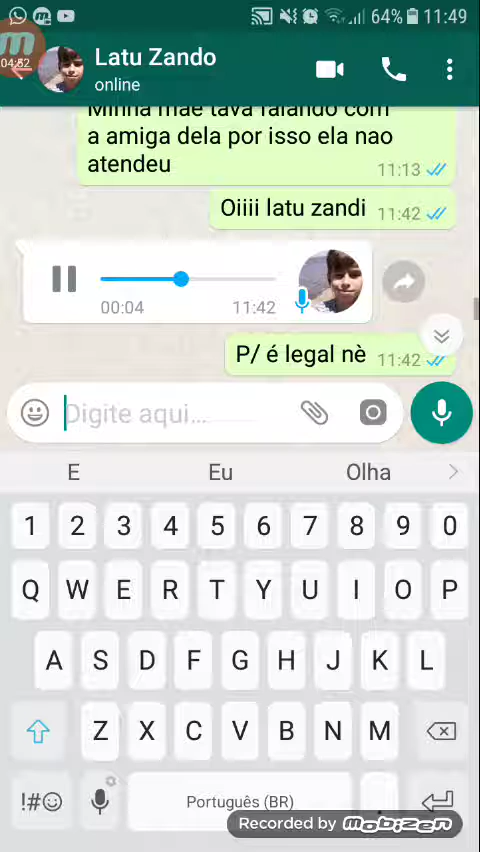 64% 11:49
04:52
Latu Zando
online
Minha mae tava falando com
a amiga dela por isso ela nao
atendeu
11:13
Oiiii latu zandi 11:42
00:04 11:42
P/ é legal nè 11:42
Digite aqui...
E Eu Olha
1 2 3 4 5 6 7 8 9 0
Q W E R T Y U I O P
A S D F G H J K L
Z X C V B N M
!#☺ Português (BR) .
Recorded by mobizen